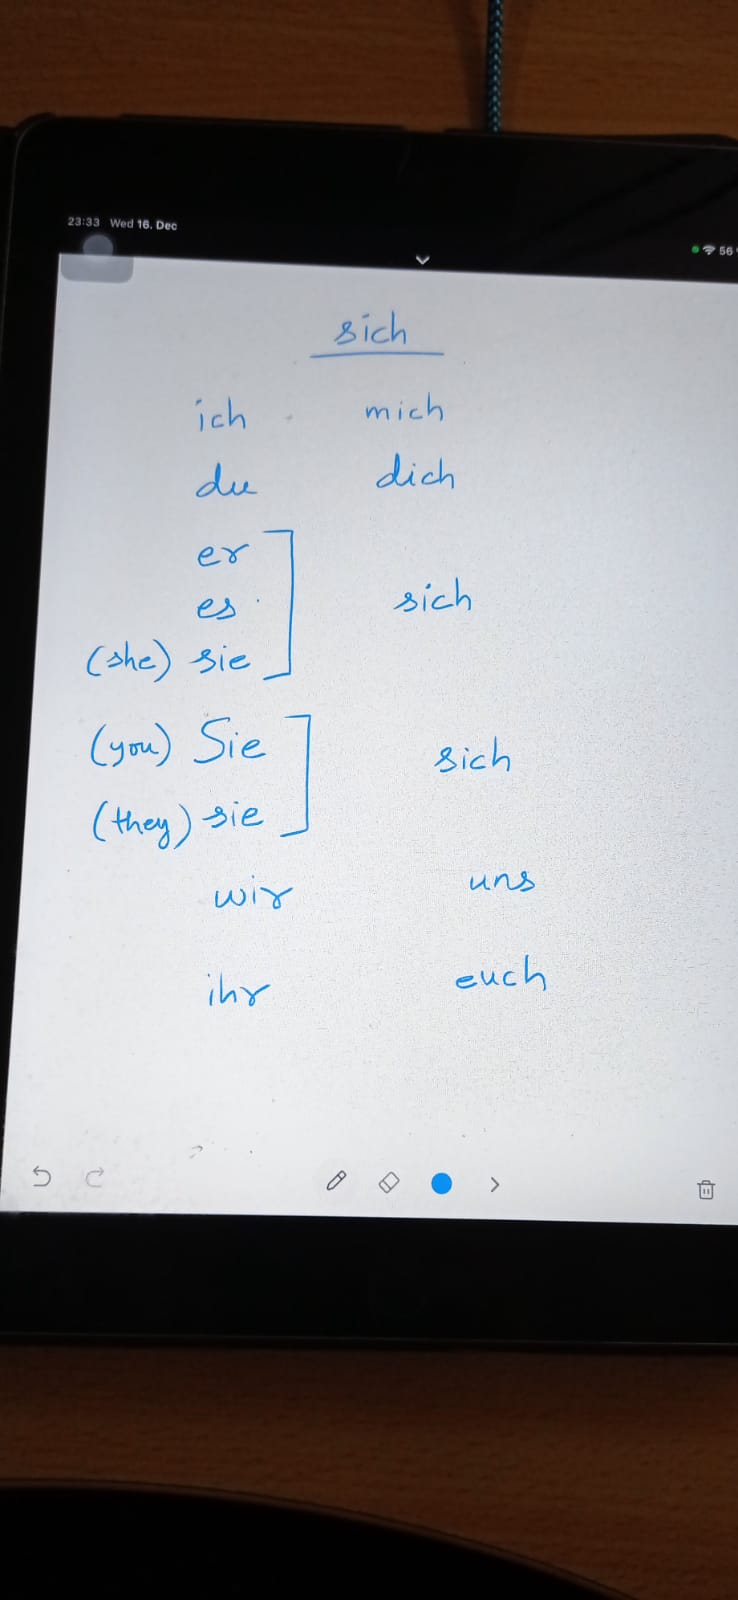 23:33 Wed 16. Dec
56
sich
ich mich
du dich
er
es sich
(she) sie
(you) Sie sich
(they) sie
wir uns
ihr euch